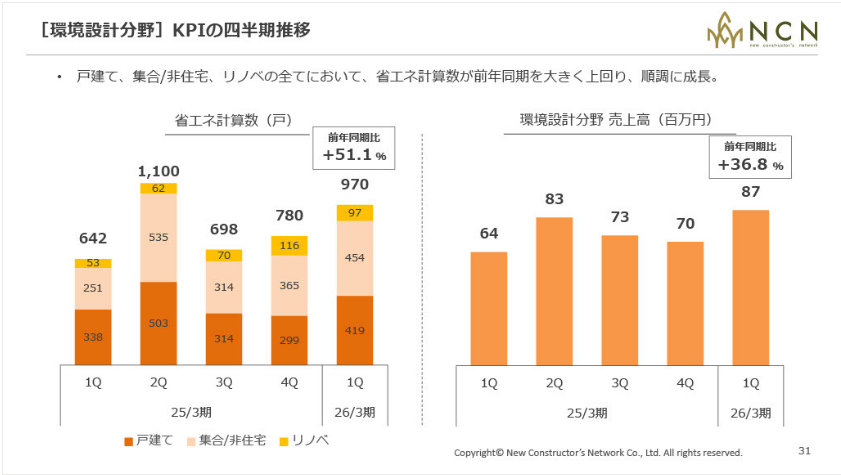 ［環境設計分野］KPIの四半期推移
NCN
new constructor's network
• 戸建て、集合/非住宅、リノベの全てにおいて、省エネ計算数が前年同期を大きく上回り、順調に成長。
省エネ計算数（戸）
前年同期比
+51.1 %
642
1,100
698
780
970
53
62
70
116
97
251
535
314
365
454
338
503
314
299
419
1Q 2Q 3Q 4Q 1Q
25/3期 26/3期
戸建て 集合/非住宅 リノベ
環境設計分野 売上高（百万円）
前年同期比
+36.8 %
64
83
73
70
87
1Q 2Q 3Q 4Q 1Q
25/3期 26/3期
Copyright© New Constructor's Network Co., Ltd. All rights reserved.
31